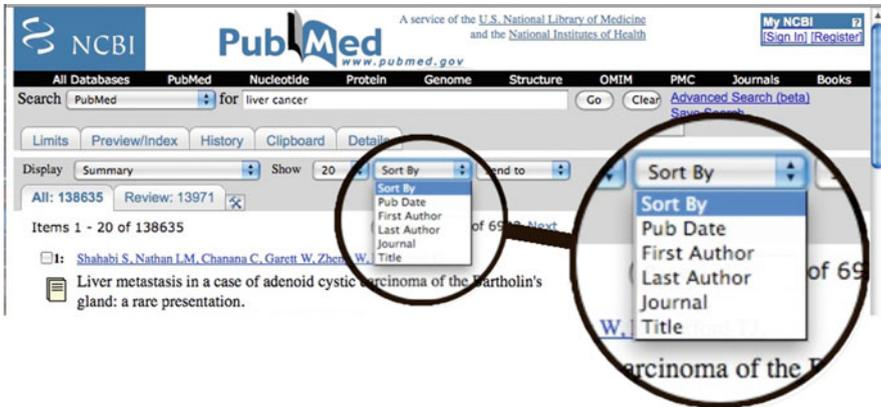 A service of the U.S. National Library of Medicine
and the National Institutes of Health
My NCBI
[Sign In] [Register]
NCBI
PubMed
www.pubmed.gov
All Databases PubMed Nucleotide Protein Genome Structure OMIM PMC Journals Books
Search PubMed for liver cancer Go Clear Advanced Search (beta)
Save Search
Limits Preview/Index History Clipboard Details
Display Summary Show 20 Sort By Send to
Sort By
Pub Date
First Author
Last Author
Journal
Title
All: 138635 Review: 13971
Items 1 - 20 of 138635
of 6932 Next
1: Shahabi S, Nathan LM, Chanana C, Garett W, Zheng W,
Liver metastasis in a case of adenoid cystic carcinoma of the Bartholin's
gland: a rare presentation.
Sort By
Sort By
Pub Date
First Author
Last Author
Journal
Title
of 69
W,
arcinoma of the B